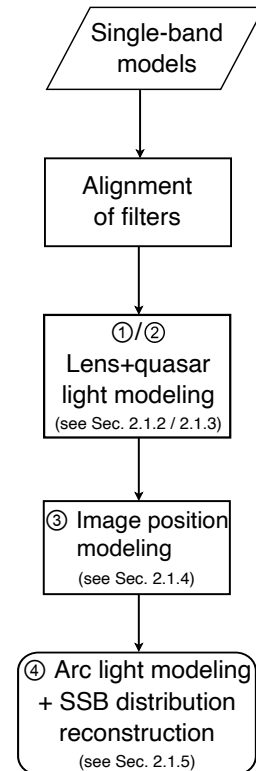 Single-band
models
Alignment
of filters
①/②
Lens+quasar
light modeling
(see Sec. 2.1.2 / 2.1.3)
③ Image position
modeling
(see Sec. 2.1.4)
④ Arc light modeling
+ SSB distribution
reconstruction
(see Sec. 2.1.5)